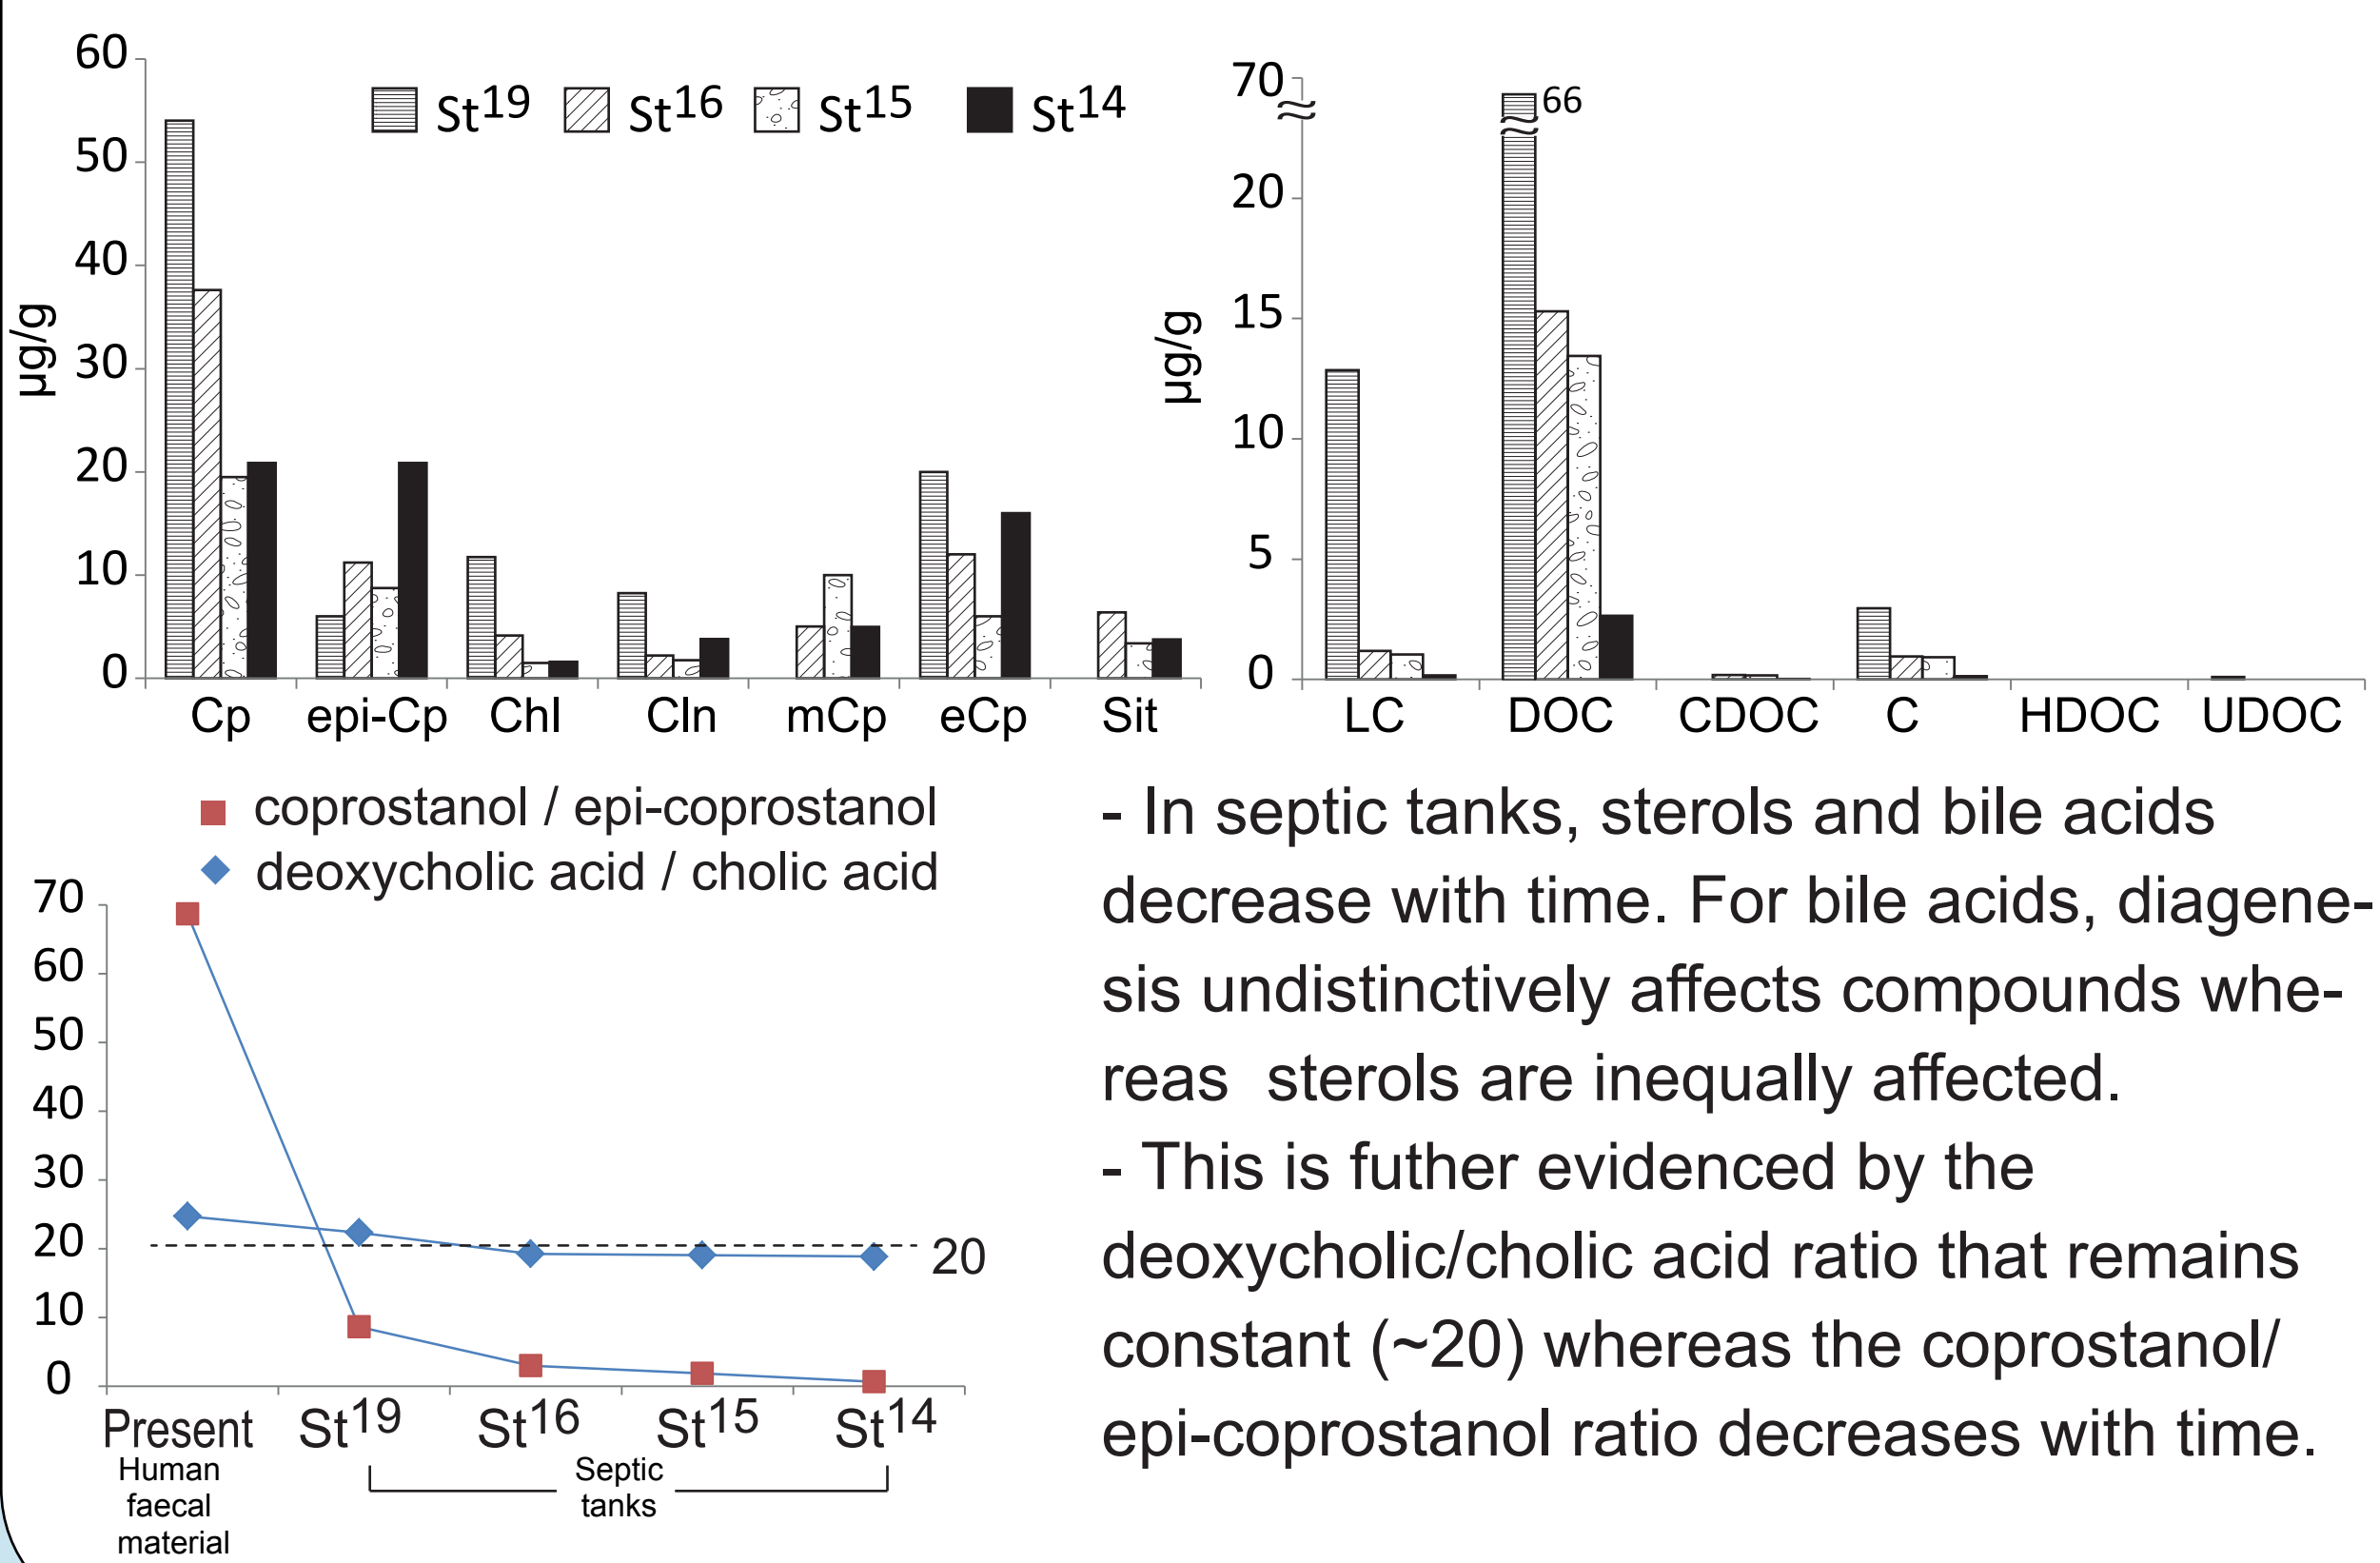 60
50
40
30
20
10
0
µg/g
St19 St16 St15 St14
Cp epi-Cp Chl Cln mCp eCp Sit
70
20
15
10
5
0
µg/g
66
LC DOC CDOC C HDOC UDOC
coprostanol / epi-coprostanol
deoxycholic acid / cholic acid
70
60
50
40
30
20
10
0
20
Present St19 St16 St15 St14
Human
faecal
material
Septic
tanks
- In septic tanks, sterols and bile acids
decrease with time. For bile acids, diagene-
sis undistinctively affects compounds whe-
reas sterols are inequally affected.
- This is futher evidenced by the
deoxycholic/cholic acid ratio that remains
constant (~20) whereas the coprostanol/
epi-coprostanol ratio decreases with time.